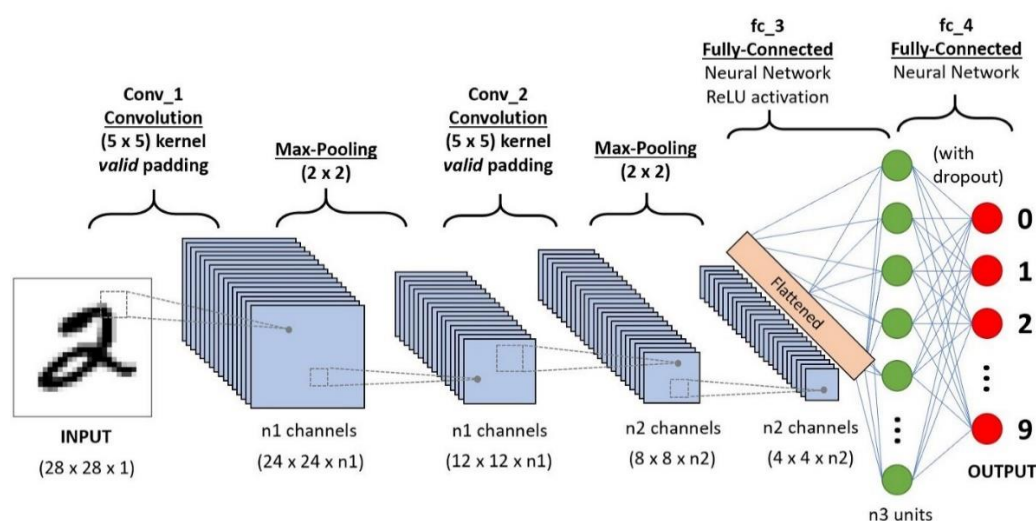 fc_3
Fully-Connected
Neural Network
ReLU activation
fc_4
Fully-Connected
Neural Network
Conv_1
Convolution
(5 x 5) kernel
valid padding
Max-Pooling
(2 x 2)
Conv_2
Convolution
(5 x 5) kernel
valid padding
Max-Pooling
(2 x 2)
(with
dropout)
Flattened
0
1
2
9
INPUT
(28 x 28 x 1)
n1 channels
(24 x 24 x n1)
n1 channels
(12 x 12 x n1)
n2 channels
(8 x 8 x n2)
n2 channels
(4 x 4 x n2)
OUTPUT
n3 units
2